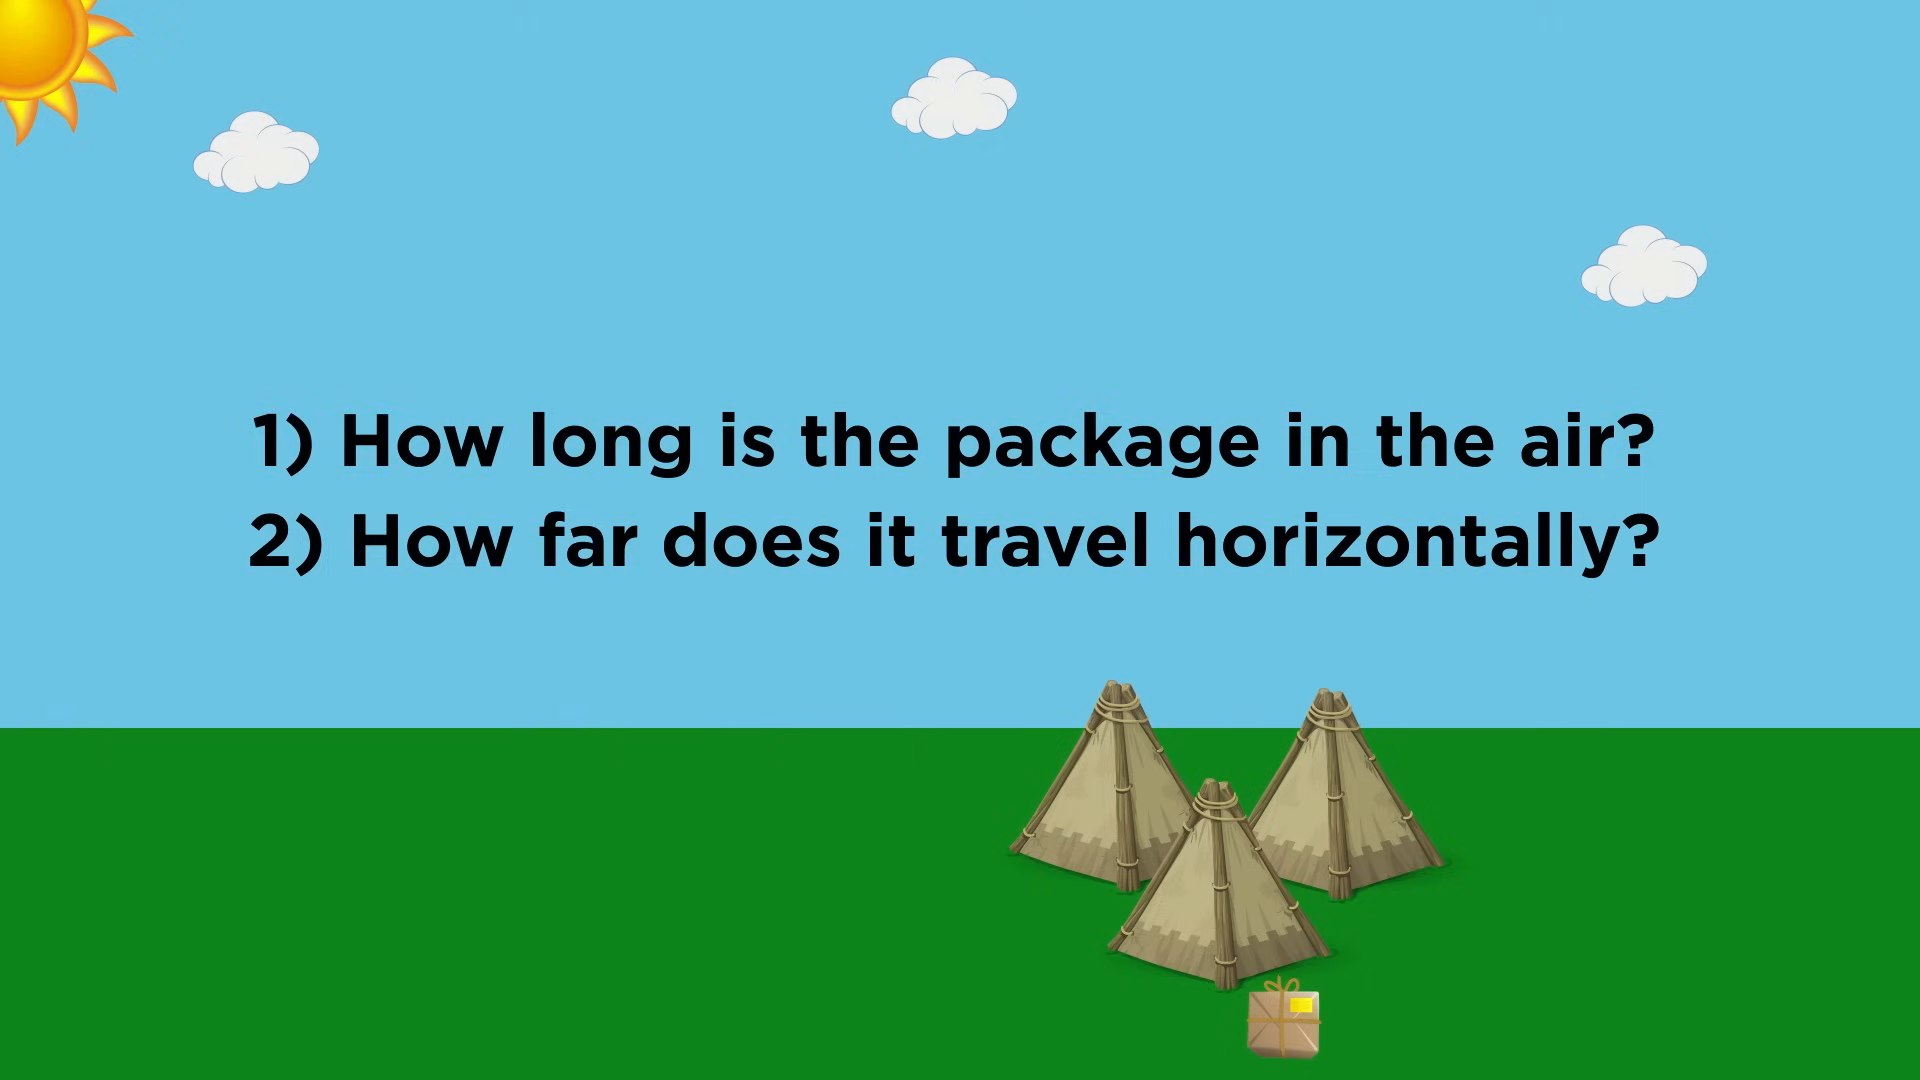 1) How long is the package in the air?
2) How far does it travel horizontally?